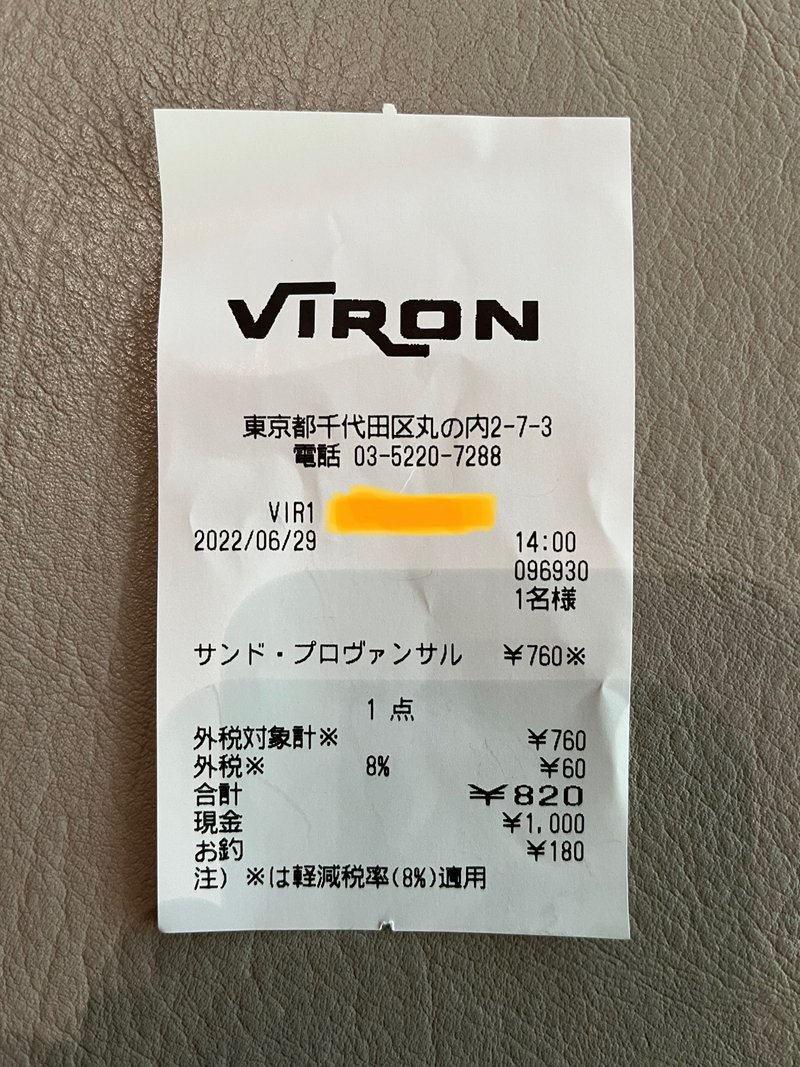 VIRON
東京都千代田区丸の内2-7-3
電話 03-5220-7288
VIR1
2022/06/29 14:00
096930
1名様
サンド・プロヴァンサル ¥760※
1 点
外税対象計※ ¥760
外税※ 8% ¥60
合計 ¥820
現金 ¥1,000
お釣 ¥180
注) ※は軽減税率(8%)適用